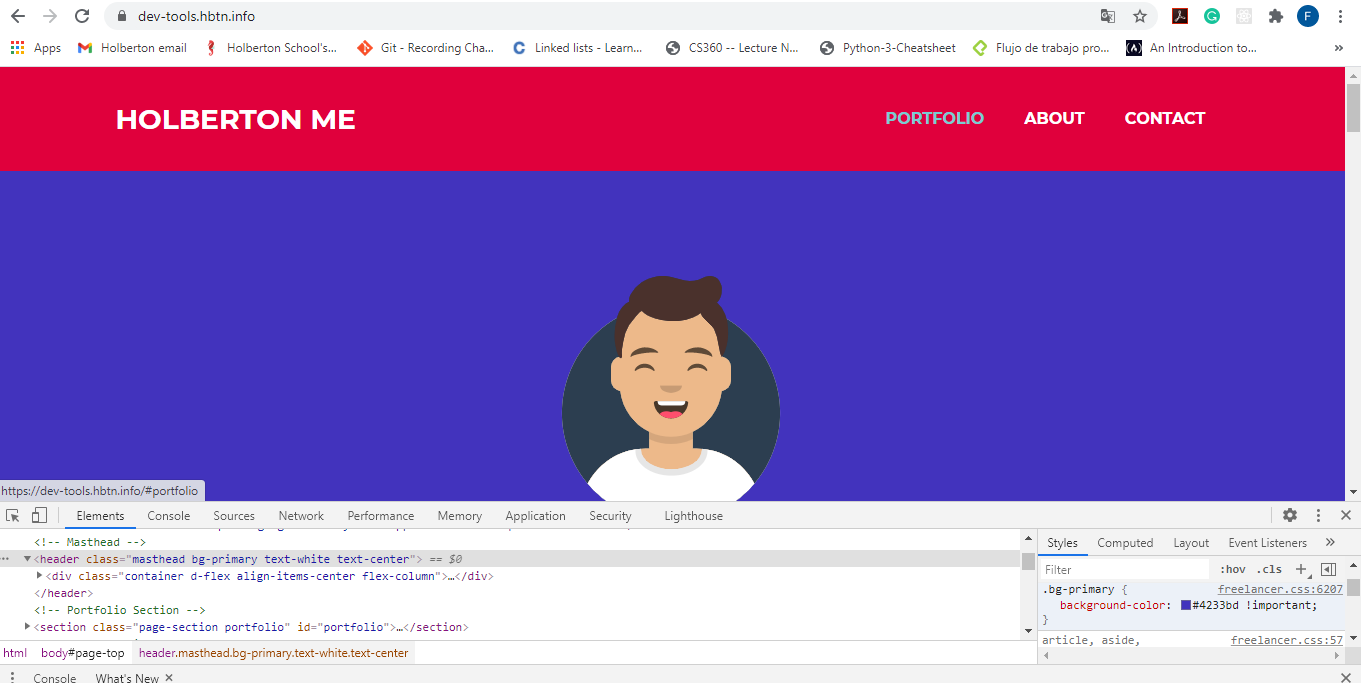 dev-tools.hbtn.info
Apps Holberton email Holberton School's... Git - Recording Cha... Linked lists - Learn... CS360 -- Lecture N... Python-3-Cheatsheet Flujo de trabajo pro... An Introduction to... »
HOLBERTON ME PORTFOLIO ABOUT CONTACT
https://dev-tools.hbtn.info/#portfolio
Elements Console Sources Network Performance Memory Application Security Lighthouse
<!-- Masthead -->
<header class="masthead bg-primary text-white text-center"> == $0
<div class="container d-flex align-items-center flex-column">…</div>
</header>
<!-- Portfolio Section -->
<section class="page-section portfolio" id="portfolio">…</section>
html body#page-top header.masthead.bg-primary.text-white.text-center
Styles Computed Layout Event Listeners »
Filter :hov .cls +
.bg-primary { freelancer.css:6207
background-color: #4233bd !important;
}
article, aside, freelancer.css:57
Console What's New ×